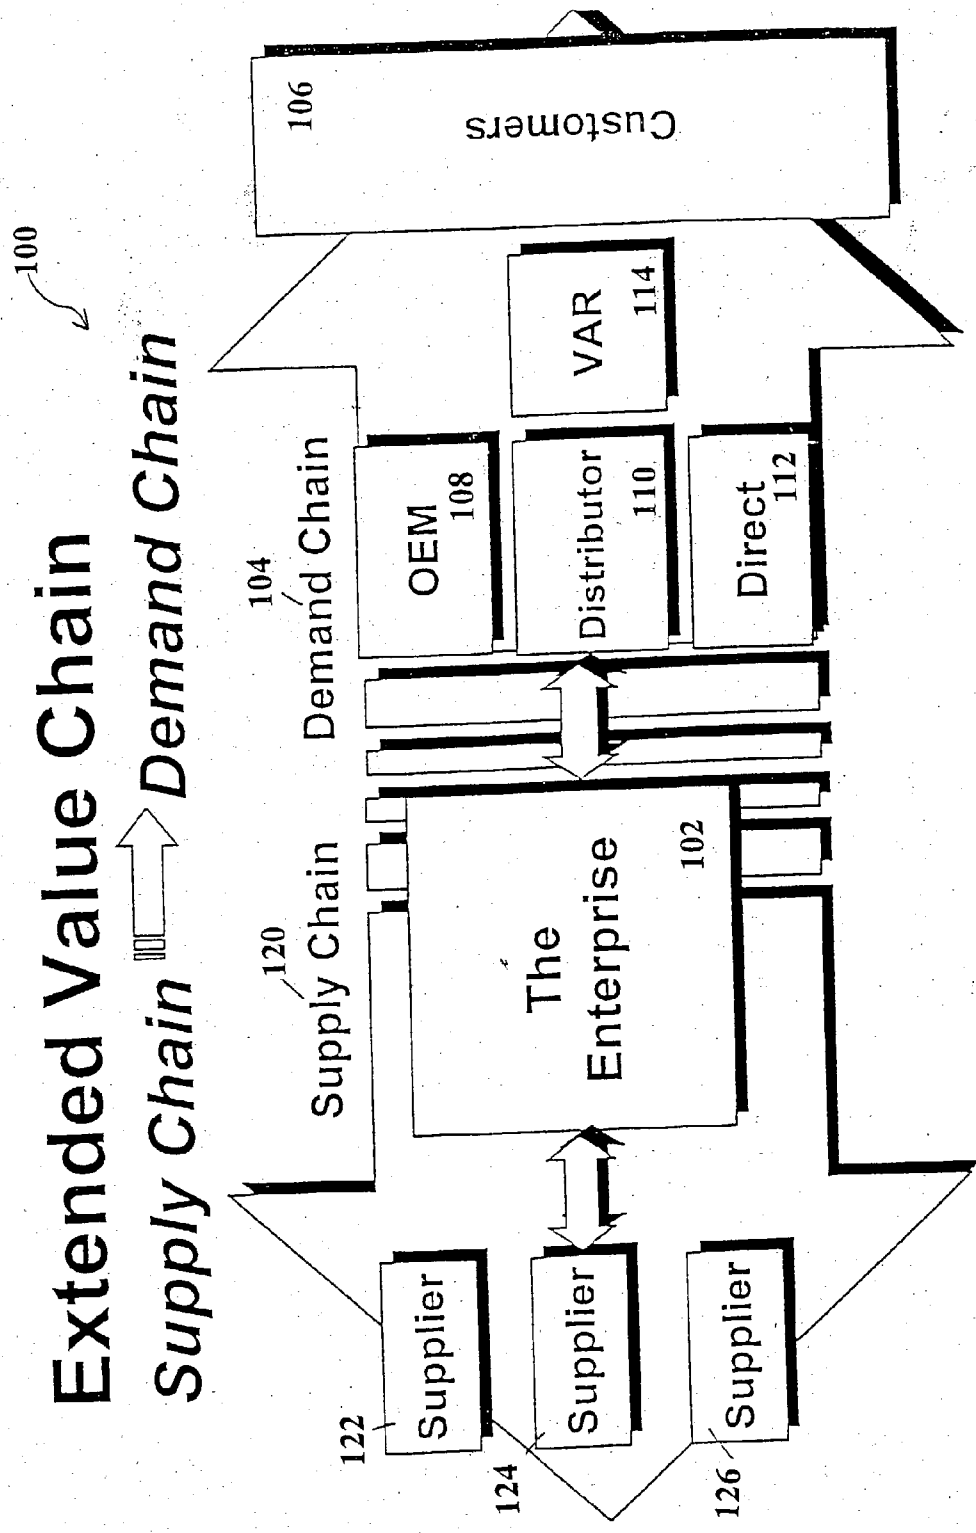 100
Extended Value Chain
Supply Chain Demand Chain
120
104
Supply Chain
Demand Chain
122
Supplier
124
Supplier
126
Supplier
The
Enterprise
102
OEM
108
Distributor
110
Direct
112
VAR
114
106
Customers